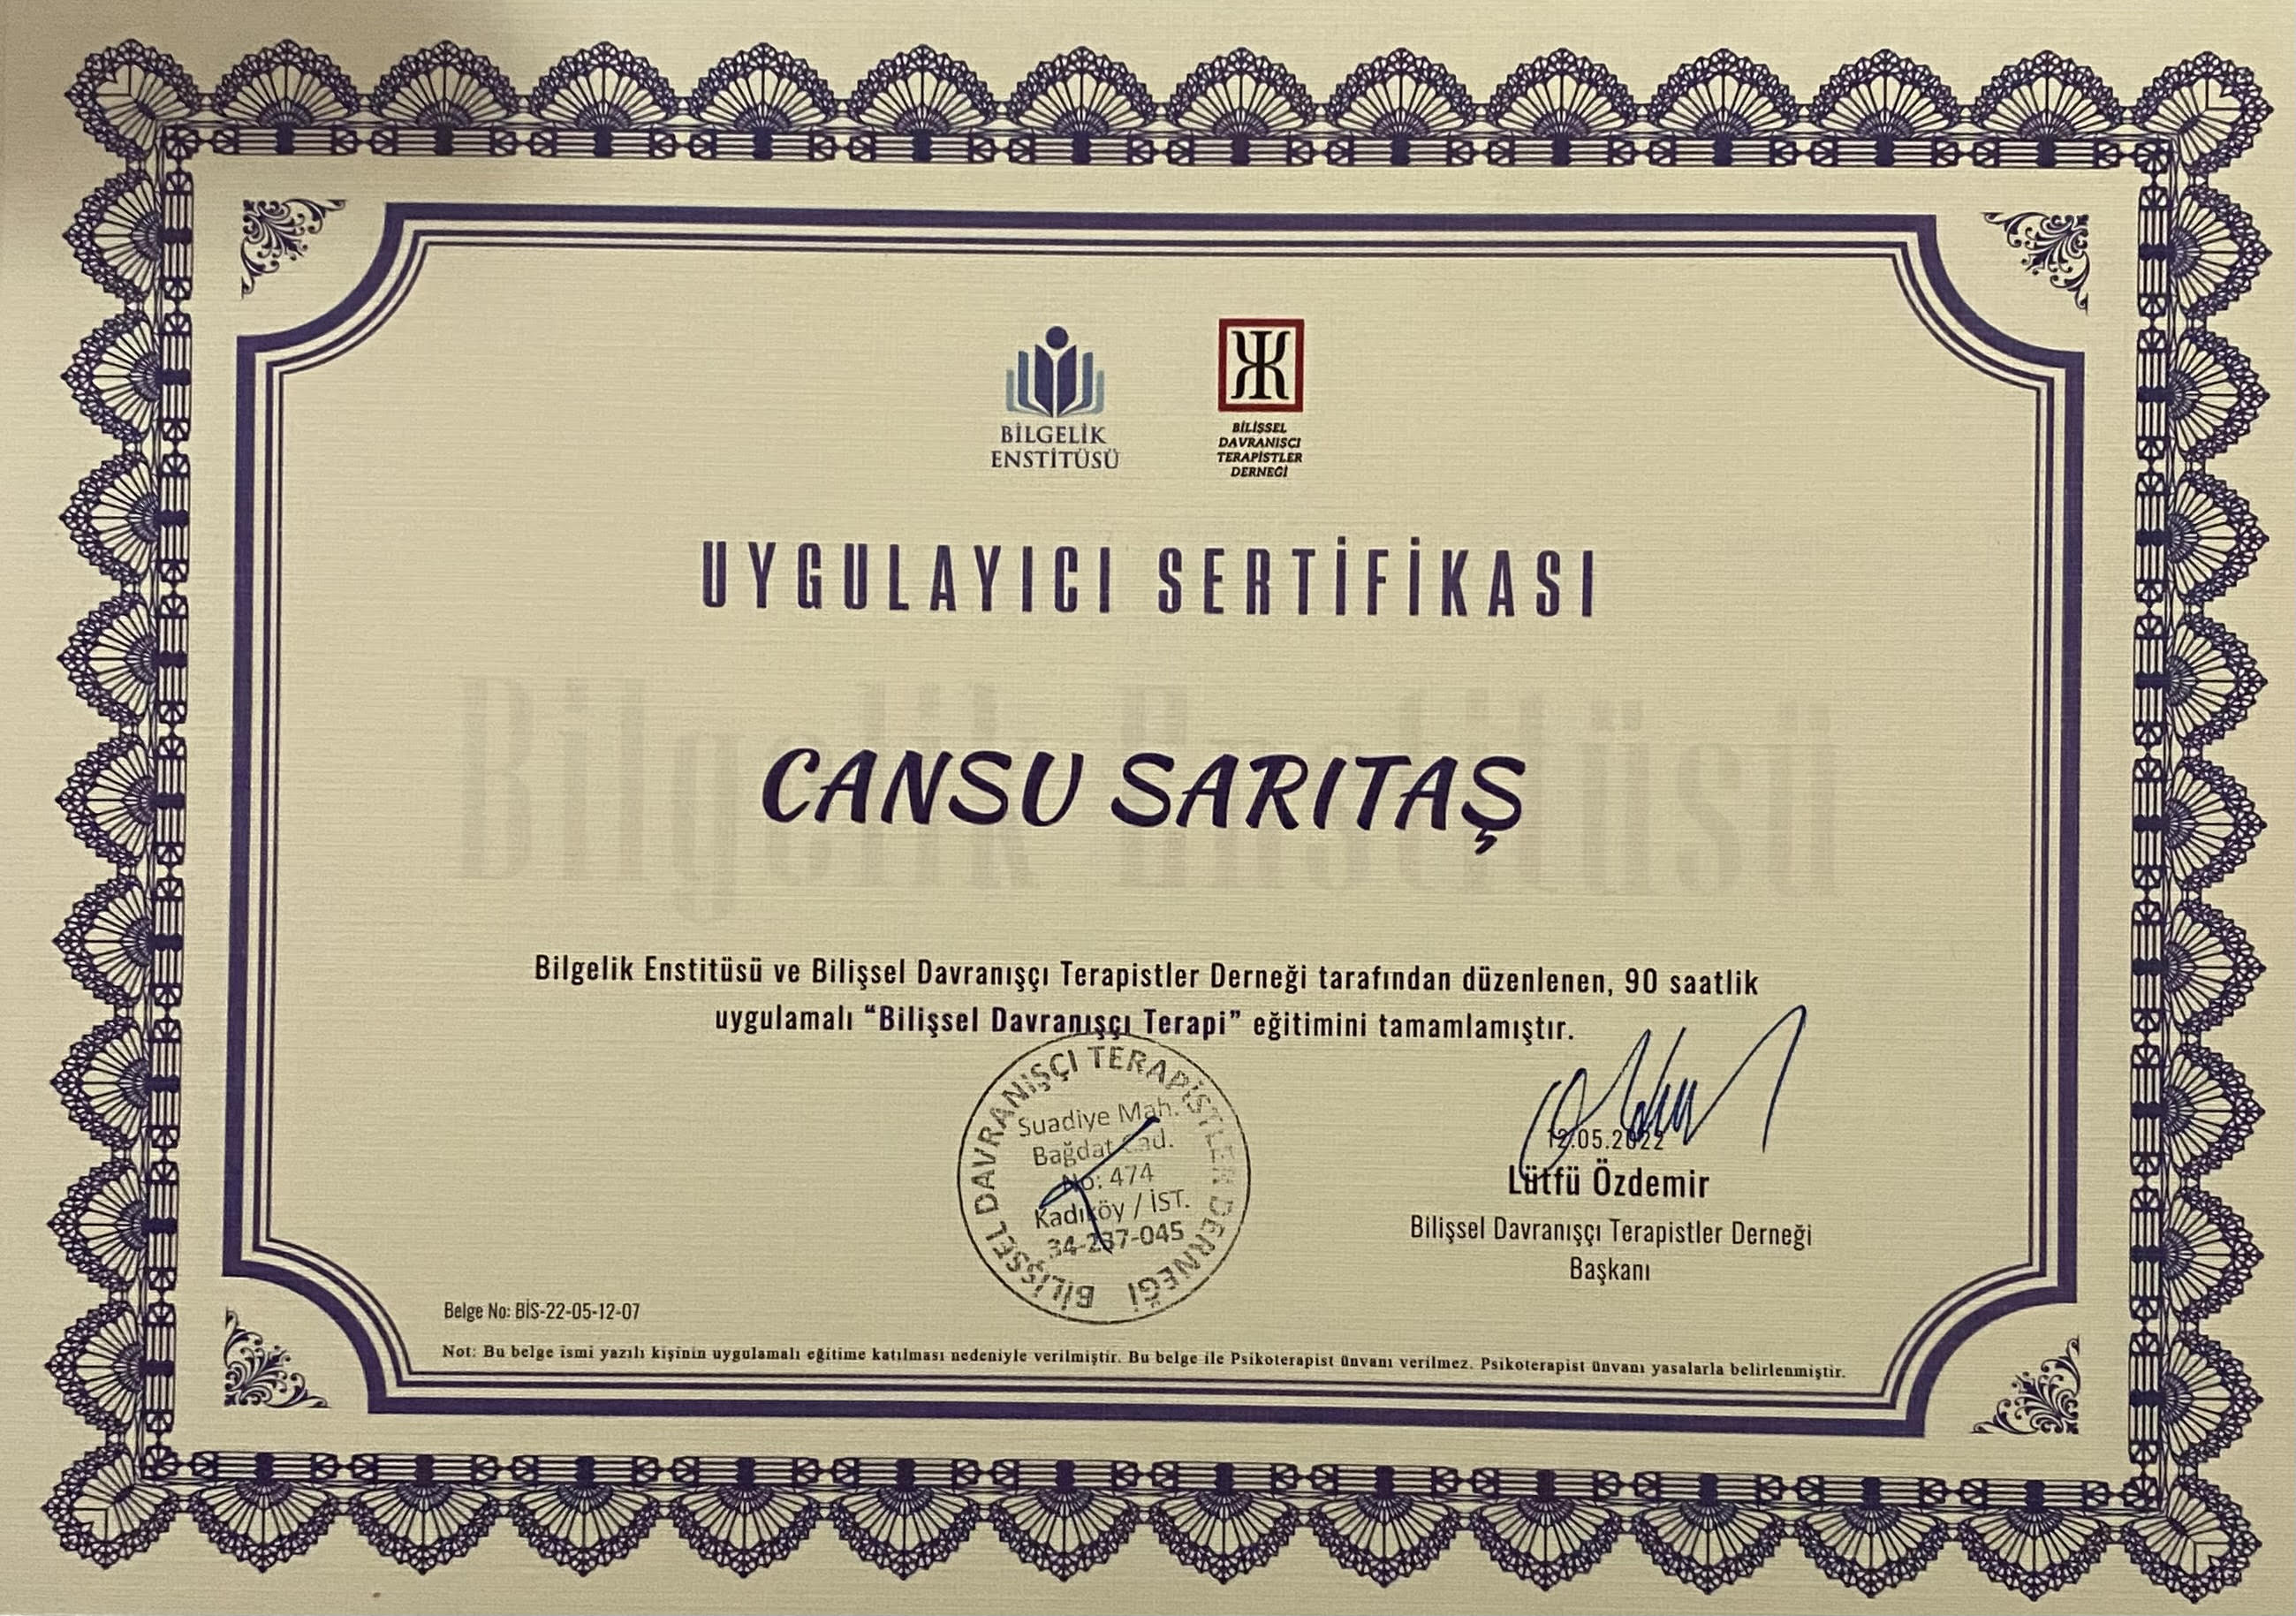 BİLGELİK
ENSTİTÜSÜ
BİLİŞSEL
DAVRANIŞÇI
TERAPİSTLER
DERNEĞİ
UYGULAYICI SERTİFİKASI
Bilgelik Enstitüsü
CANSU SARITAŞ
Bilgelik Enstitüsü ve Bilişsel Davranışçı Terapistler Derneği tarafından düzenlenen, 90 saatlik
uygulamalı “Bilişsel Davranışçı Terapi” eğitimini tamamlamıştır.
BİLİŞSEL DAVRANIŞÇI TERAPİSTLER DERNEĞİ
Suadiye Mah.
Bağdat Cad.
No: 474
Kadıköy / İST.
34-237-045
12.05.2022
Lütfü Özdemir
Bilişsel Davranışçı Terapistler Derneği
Başkanı
Belge No: BİS-22-05-12-07
Not: Bu belge ismi yazılı kişinin uygulamalı eğitime katılması nedeniyle verilmiştir. Bu belge ile Psikoterapist ünvanı verilmez. Psikoterapist ünvanı yasalarla belirlenmiştir.